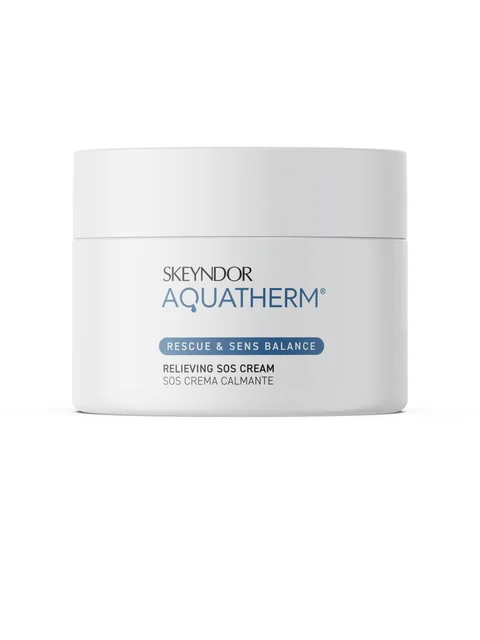 SKEYNDOR
AQUATHERM®
RESCUE & SENS BALANCE
RELIEVING SOS CREAM
SOS CREMA CALMANTE